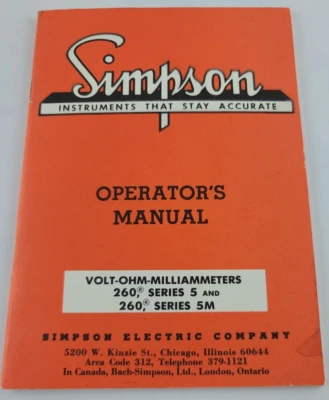 Simpson
INSTRUMENTS THAT STAY ACCURATE
OPERATOR'S
MANUAL
VOLT-OHM-MILLIAMMETERS
260,® SERIES 5 AND
260,® SERIES 5M
SIMPSON ELECTRIC COMPANY
5200 W. Kinzie St., Chicago, Illinois 60644
Area Code 312, Telephone 379-1121
In Canada, Bach-Simpson, Ltd., London, Ontario